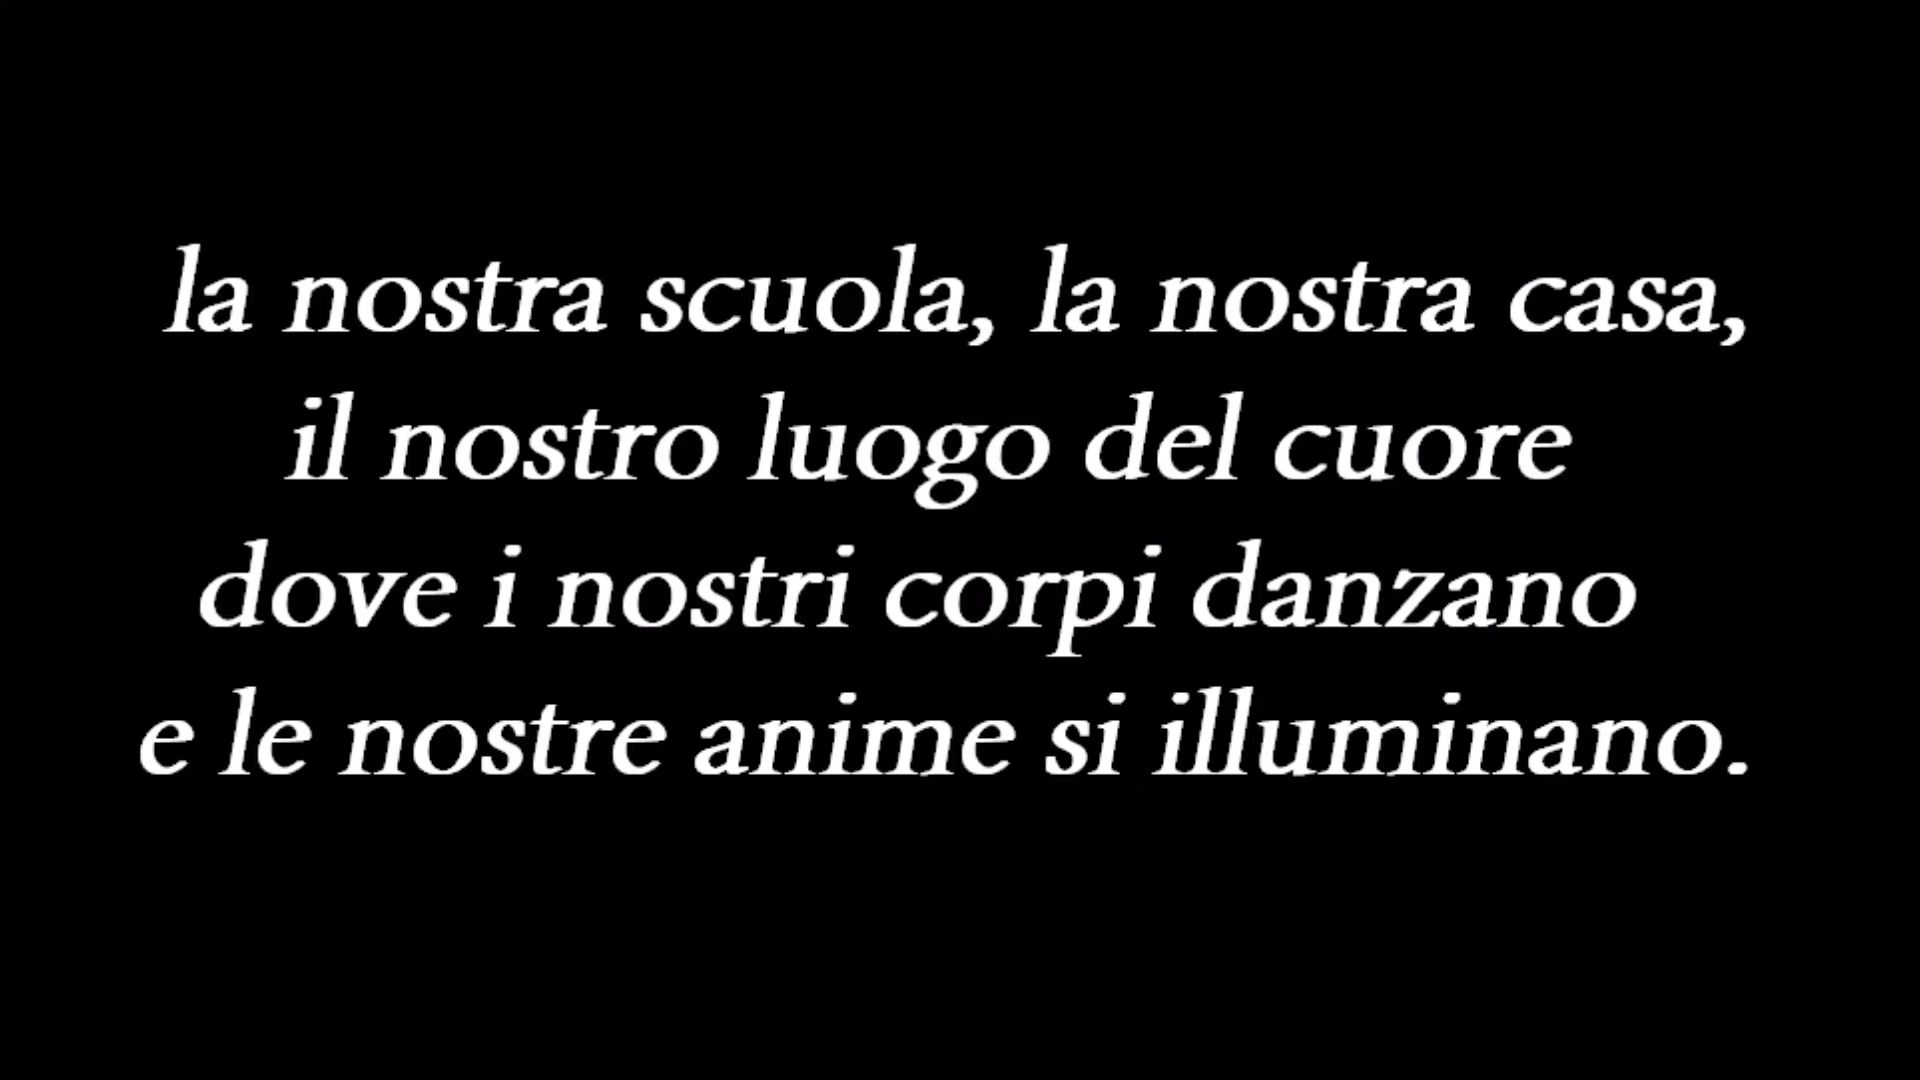 la nostra scuola, la nostra casa,
il nostro luogo del cuore
dove i nostri corpi danzano
e le nostre anime si illuminano.